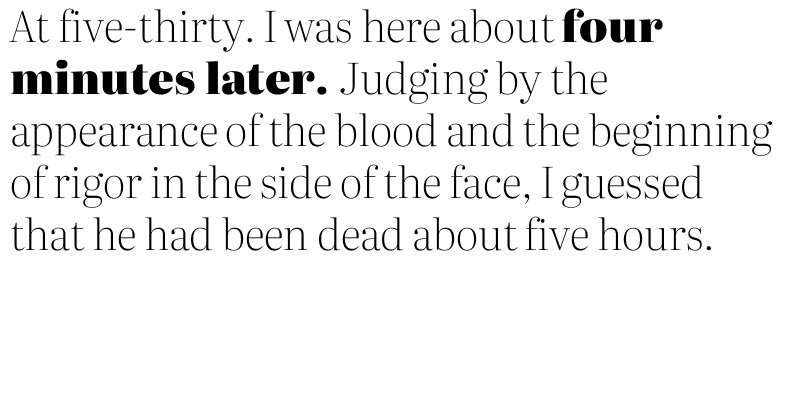 At five-thirty. I was here about four
minutes later. Judging by the
appearance of the blood and the beginning
of rigor in the side of the face, I guessed
that he had been dead about five hours.